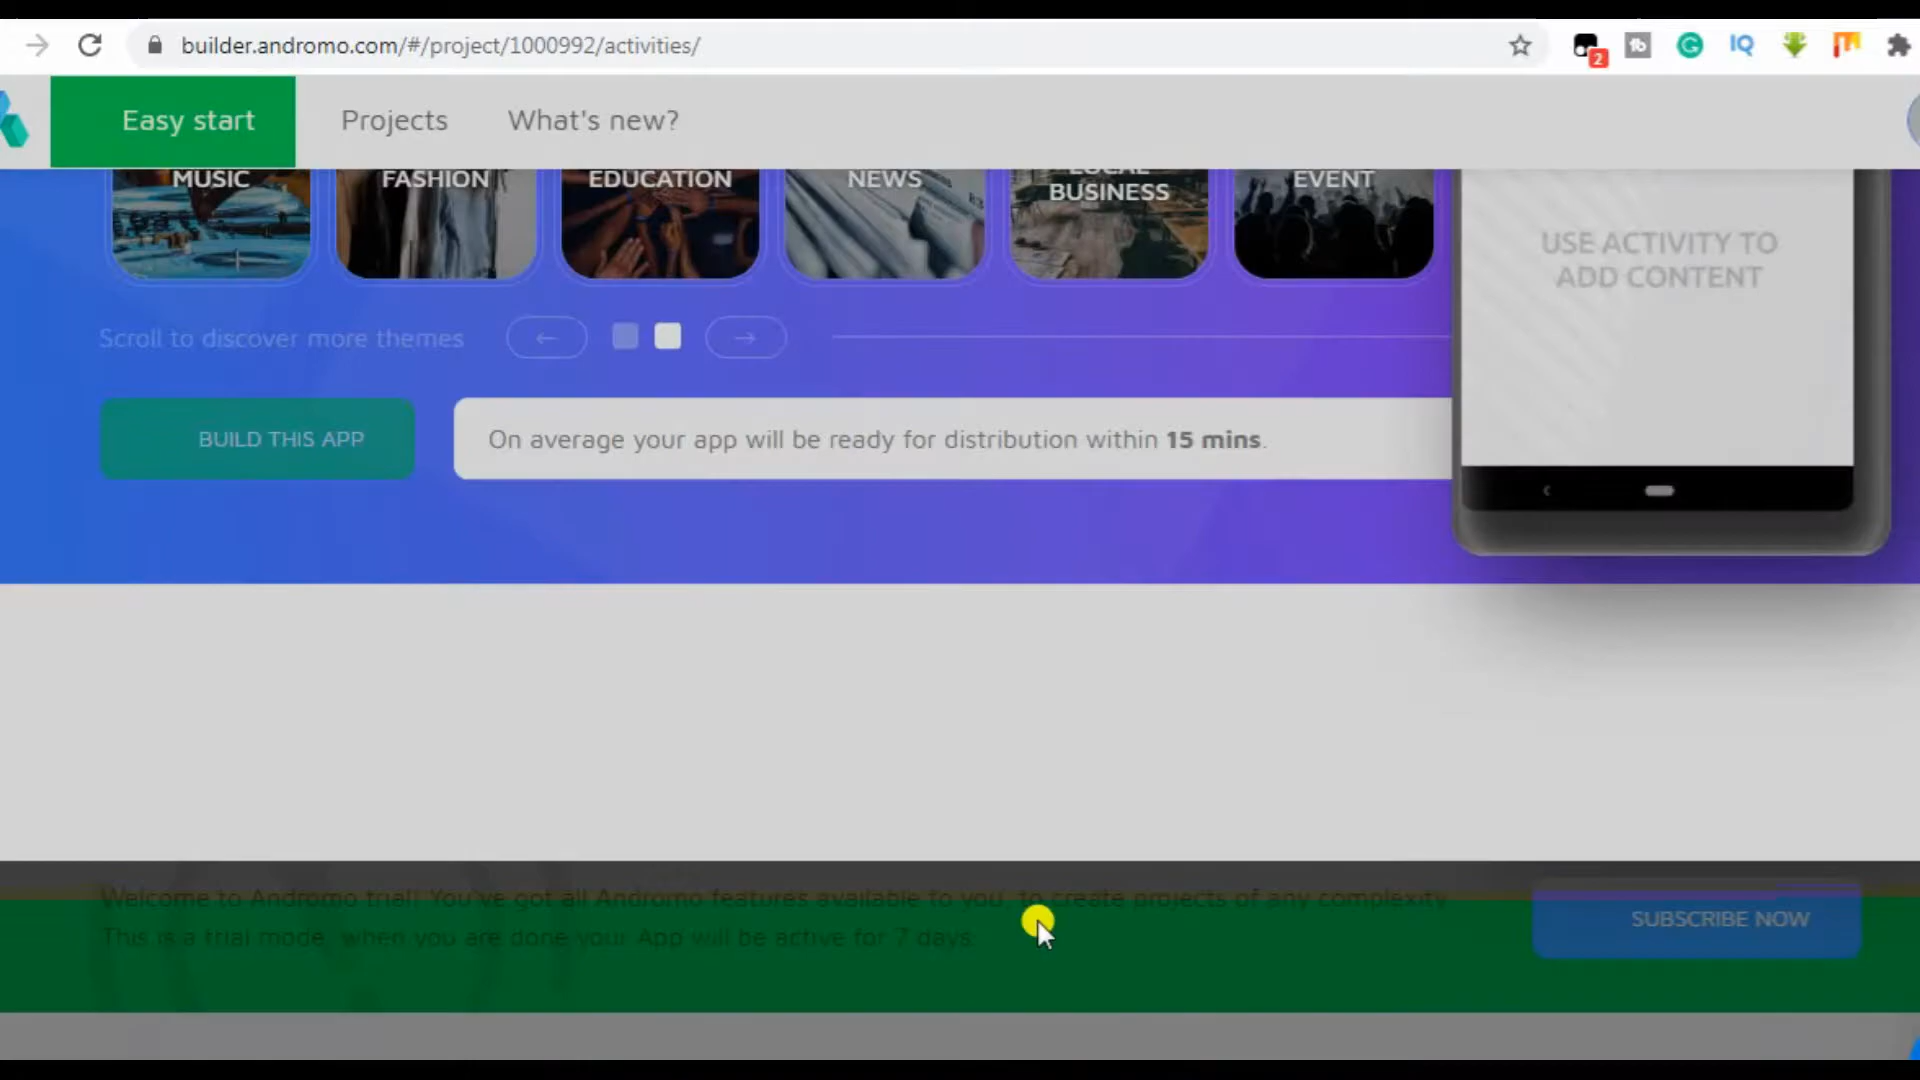 builder.andromo.com/#/project/1000992/activities/
2
tb
G
IQ
Easy start
Projects
What's new?
MUSIC
FASHION
EDUCATION
NEWS
LOCAL
BUSINESS
EVENT
USE ACTIVITY TO
ADD CONTENT
Scroll to discover more themes
BUILD THIS APP
On average your app will be ready for distribution within 15 mins.
Welcome to Andromo trial! You've got all Andromo features available to you, to create projects of any complexity
This is a trial mode, when you are done your App will be active for 7 days
SUBSCRIBE NOW